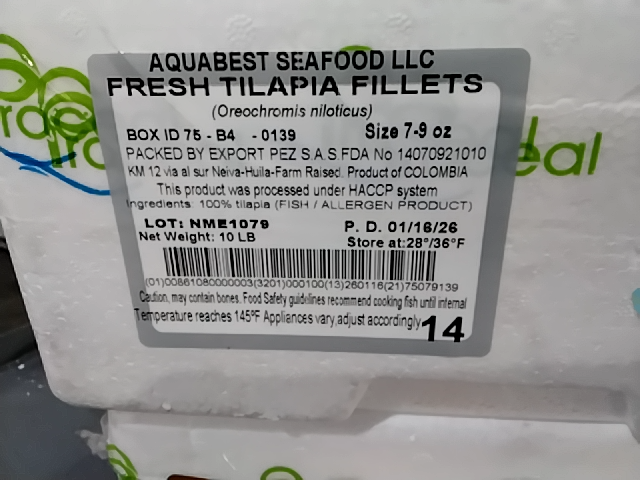 AQUABEST SEAFOOD LLC
FRESH TILAPIA FILLETS
(Oreochromis niloticus)
BOX ID 75 - B4 - 0139 Size 7-9 oz
PACKED BY EXPORT PEZ S.A.S. FDA No 14070921010
KM 12 via al sur Neiva-Huila-Farm Raised. Product of COLOMBIA
This product was processed under HACCP system
Ingredients: 100% tilapia (FISH / ALLERGEN PRODUCT)
LOT: NME1079 P. D. 01/16/26
Net Weight: 10 LB Store at:28°/36°F
(01)00861080000003(3201)000100(13)260116(21)75079139
Caution, may contain bones. Food Safety guidelines recommend cooking fish until internal
Temperature reaches 145ºF Appliances vary,adjust accordingly 14